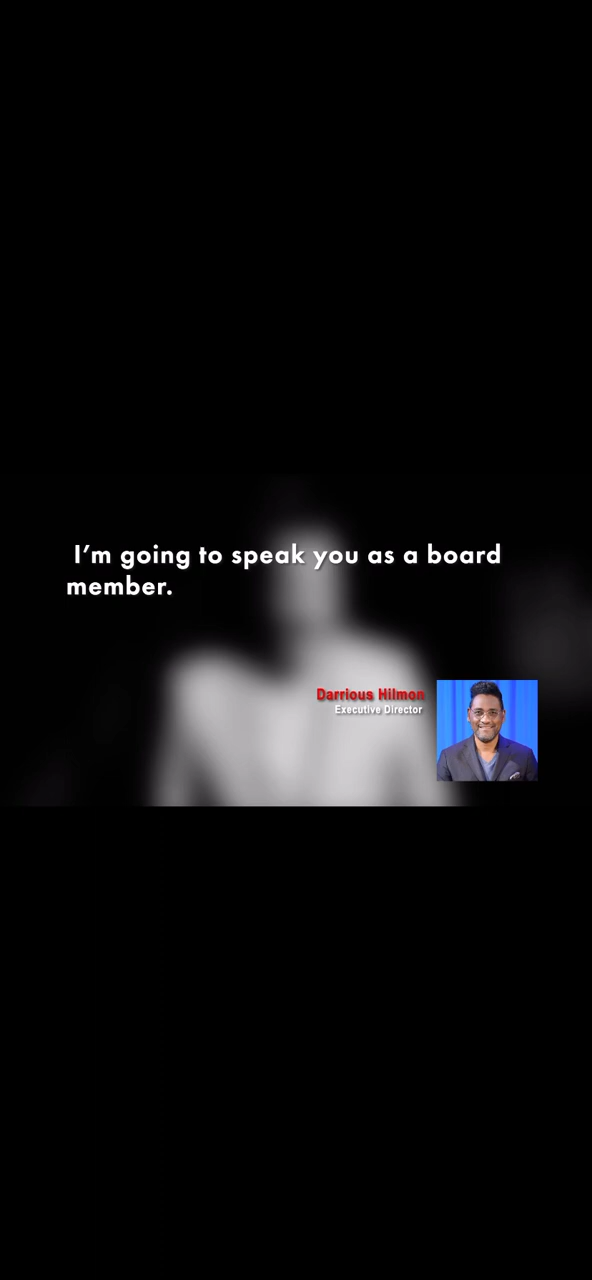 I'm going to speak you as a board
member.
Darrious Hilmon
Executive Director